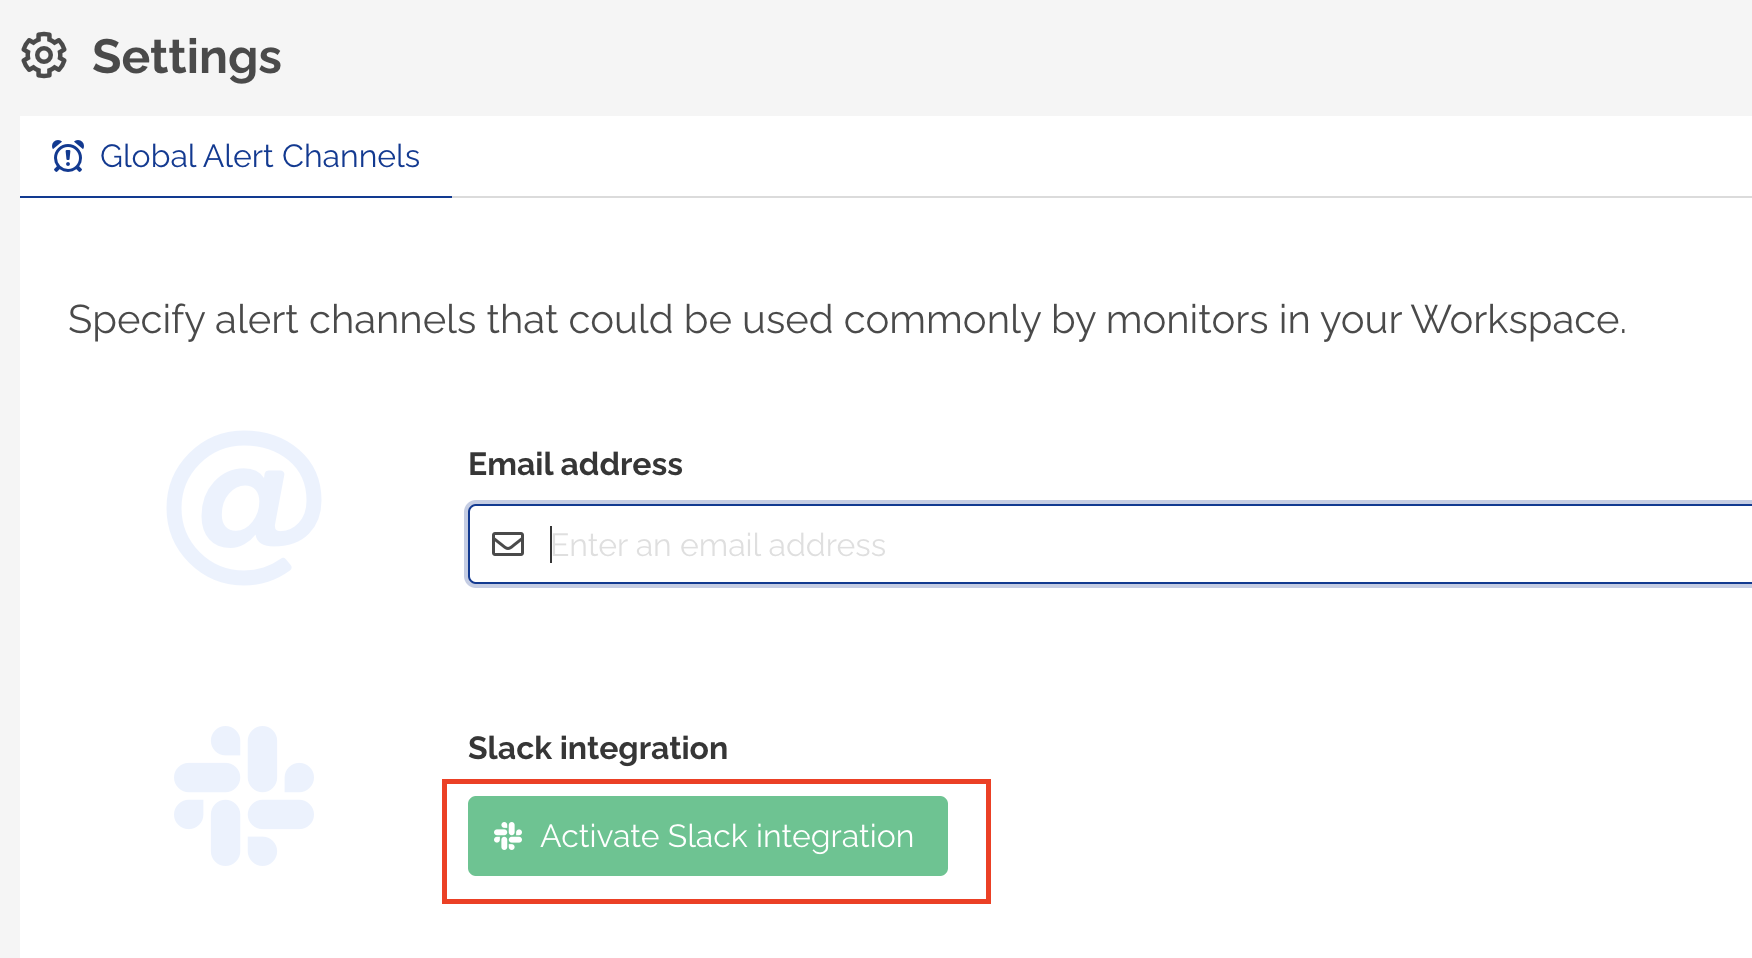 Settings
Global Alert Channels
Specify alert channels that could be used commonly by monitors in your Workspace.
Email address
Enter an email address
Slack integration
Activate Slack integration